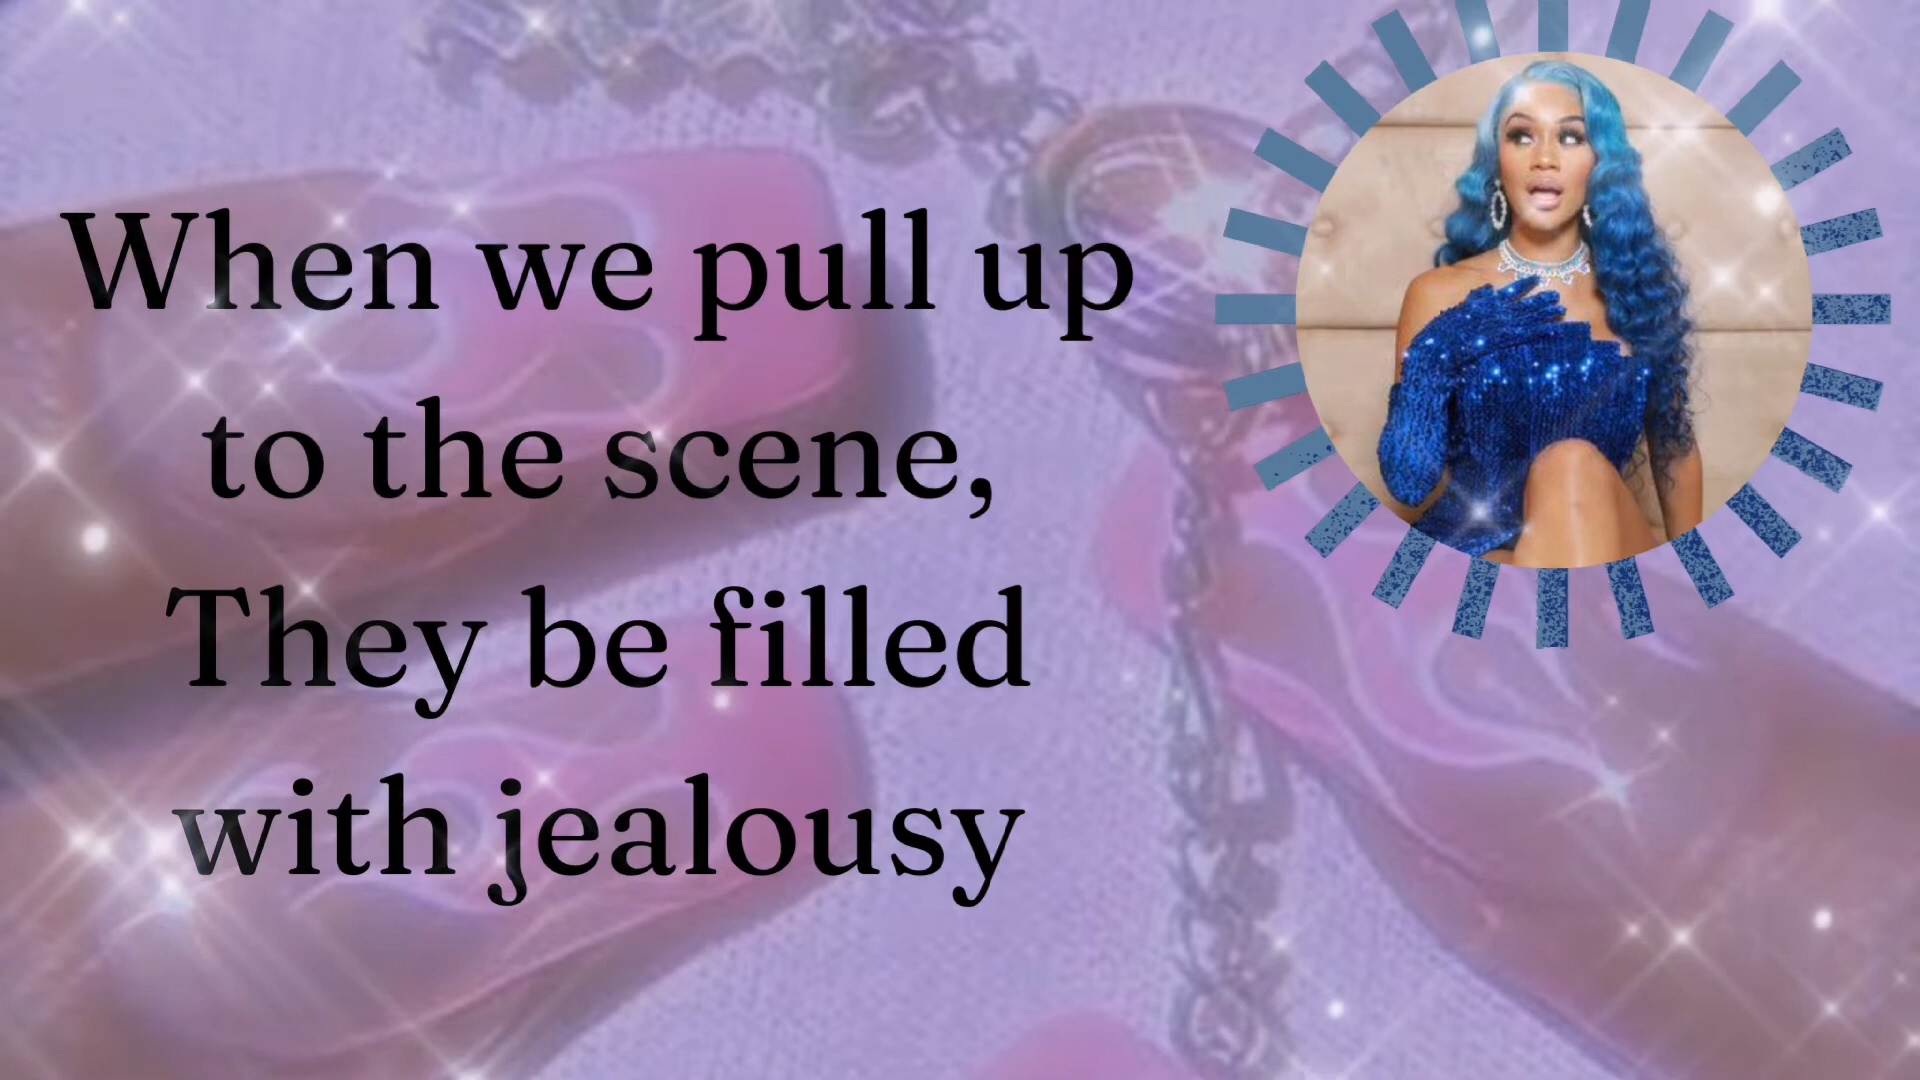 When we pull up
to the scene,
They be filled
with jealousy